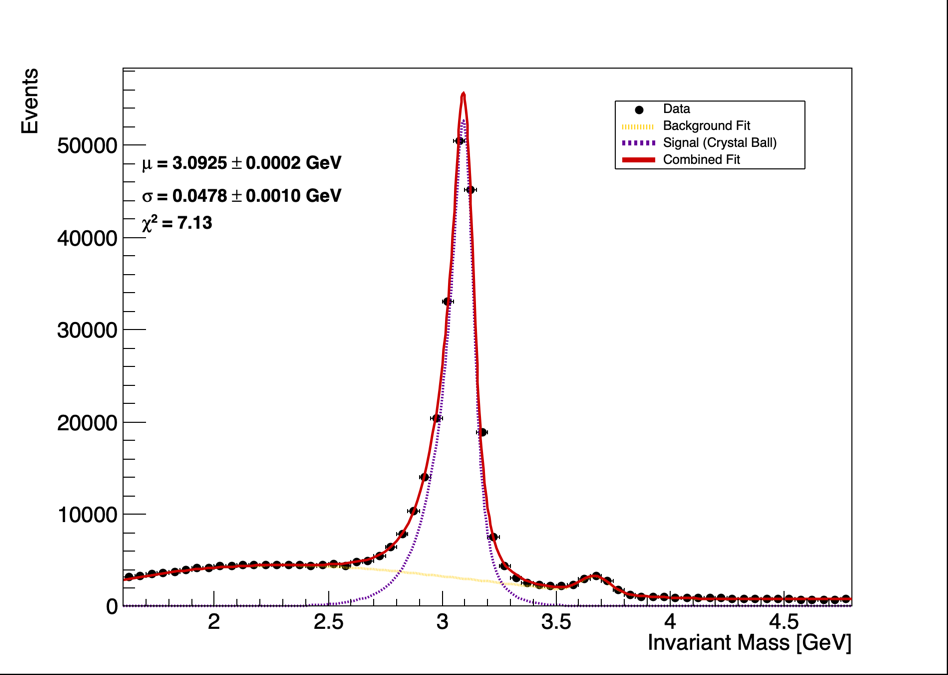 Events
50000
40000
30000
20000
10000
0
μ = 3.0925 ± 0.0002 GeV
σ = 0.0478 ± 0.0010 GeV
χ² = 7.13
Data
Background Fit
Signal (Crystal Ball)
Combined Fit
2 2.5 3 3.5 4 4.5
Invariant Mass [GeV]